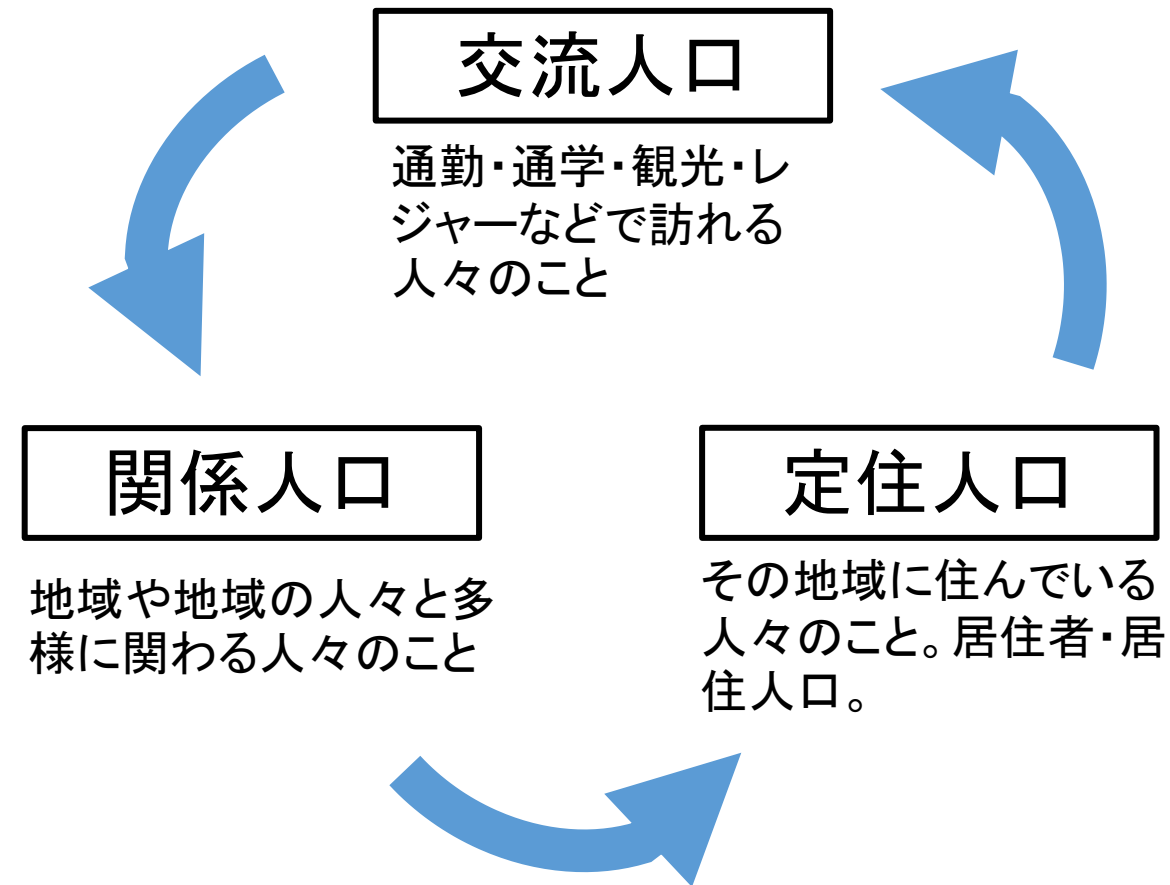 交流人口
通勤・通学・観光・レ
ジャーなどで訪れる
人々のこと
関係人口
地域や地域の人々と多
様に関わる人々のこと
定住人口
その地域に住んでいる
人々のこと。居住者・居
住人口。